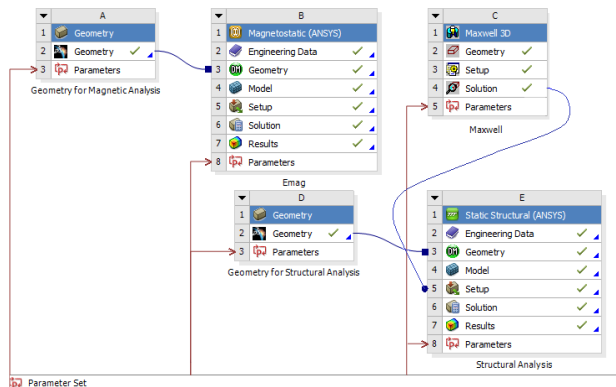 A
1 Geometry
2 Geometry
3 Parameters
Geometry for Magnetic Analysis
B
1 Magnetostatic (ANSYS)
2 Engineering Data
3 Geometry
4 Model
5 Setup
6 Solution
7 Results
8 Parameters
Emag
C
1 Maxwell 3D
2 Geometry
3 Setup
4 Solution
5 Parameters
Maxwell
D
1 Geometry
2 Geometry
3 Parameters
Geometry for Structural Analysis
E
1 Static Structural (ANSYS)
2 Engineering Data
3 Geometry
4 Model
5 Setup
6 Solution
7 Results
8 Parameters
Structural Analysis
Parameter Set